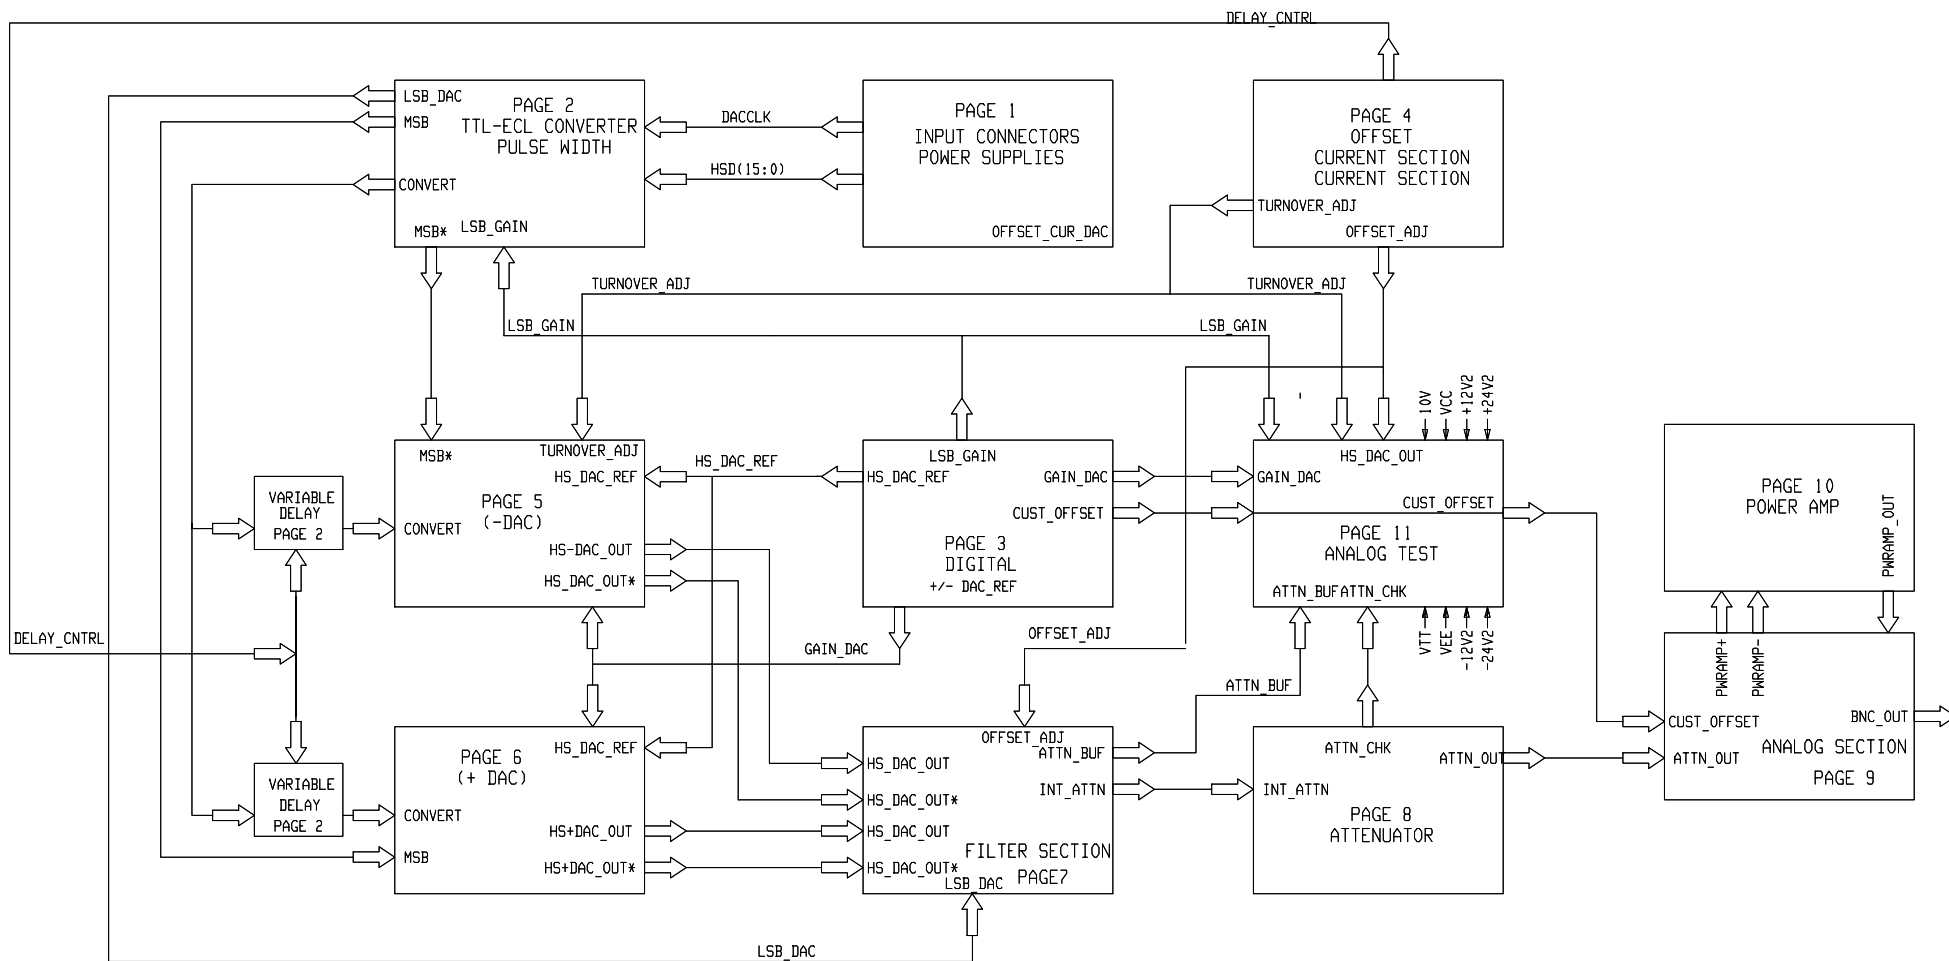 DELAY_CNTRL
LSB_DAC
MSB
CONVERT
PAGE 2
TTL-ECL CONVERTER
PULSE WIDTH
MSB*
LSB_GAIN
DACCLK
HSD(15:0)
PAGE 1
INPUT CONNECTORS
POWER SUPPLIES
OFFSET_CUR_DAC
PAGE 4
OFFSET
CURRENT SECTION
CURRENT SECTION
TURNOVER_ADJ
OFFSET_ADJ
TURNOVER_ADJ
TURNOVER_ADJ
LSB_GAIN
LSB_GAIN
10V
VCC
+12V2
+24V2
MSB*
TURNOVER_ADJ
HS_DAC_REF
PAGE 5
(-DAC)
CONVERT
HS-DAC_OUT
HS_DAC_OUT*
VARIABLE
DELAY
PAGE 2
HS_DAC_REF
LSB_GAIN
HS_DAC_REF
GAIN_DAC
CUST_OFFSET
PAGE 3
DIGITAL
+/- DAC_REF
HS_DAC_OUT
GAIN_DAC
CUST_OFFSET
PAGE 11
ANALOG TEST
ATTN_BUF
ATTN_CHK
PAGE 10
POWER AMP
PWRAMP_OUT
DELAY_CNTRL
GAIN_DAC
OFFSET_ADJ
ATTN_BUF
VTT
VEE
-12V2
-24V2
PWRAMP+
PWRAMP-
CUST_OFFSET
BNC_OUT
ANALOG SECTION
ATTN_OUT
PAGE 9
VARIABLE
DELAY
PAGE 2
HS_DAC_REF
PAGE 6
(+ DAC)
CONVERT
HS+DAC_OUT
MSB
HS+DAC_OUT*
OFFSET_ADJ
ATTN_BUF
HS_DAC_OUT
INT_ATTN
HS_DAC_OUT*
HS_DAC_OUT
FILTER SECTION
HS_DAC_OUT*
PAGE7
LSB_DAC
ATTN_CHK
ATTN_OUT
INT_ATTN
PAGE 8
ATTENUATOR
LSB_DAC